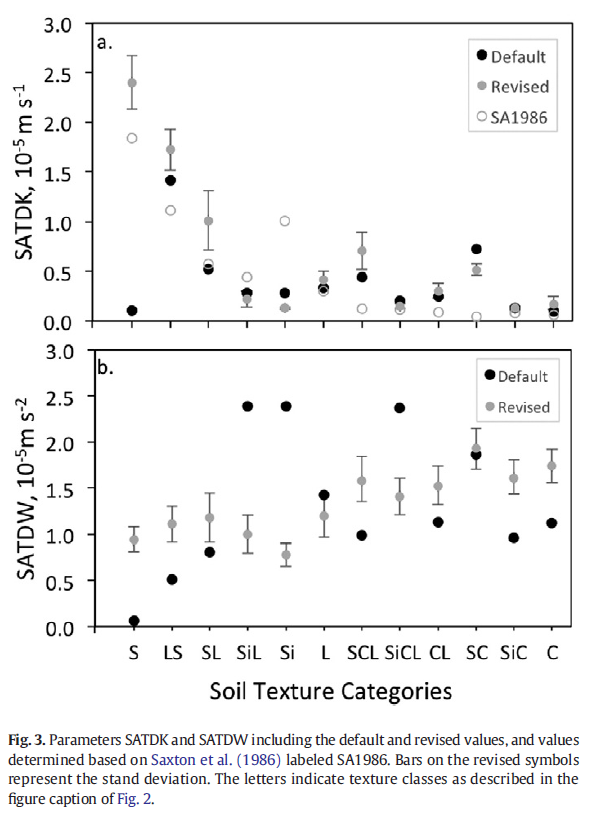 3.0
a.
Default
2.5
Revised
SA1986
2.0
1.5
1.0
0.5
0.0
SATDK, 10⁻⁵ m s⁻¹
3.0
b.
Default
2.5
Revised
2.0
1.5
1.0
0.5
0.0
SATDW, 10⁻⁵m s⁻²
S LS SL SiL Si L SCL SiCL CL SC SiC C
Soil Texture Categories
Fig. 3. Parameters SATDK and SATDW including the default and revised values, and values
determined based on Saxton et al. (1986) labeled SA1986. Bars on the revised symbols
represent the stand deviation. The letters indicate texture classes as described in the
figure caption of Fig. 2.